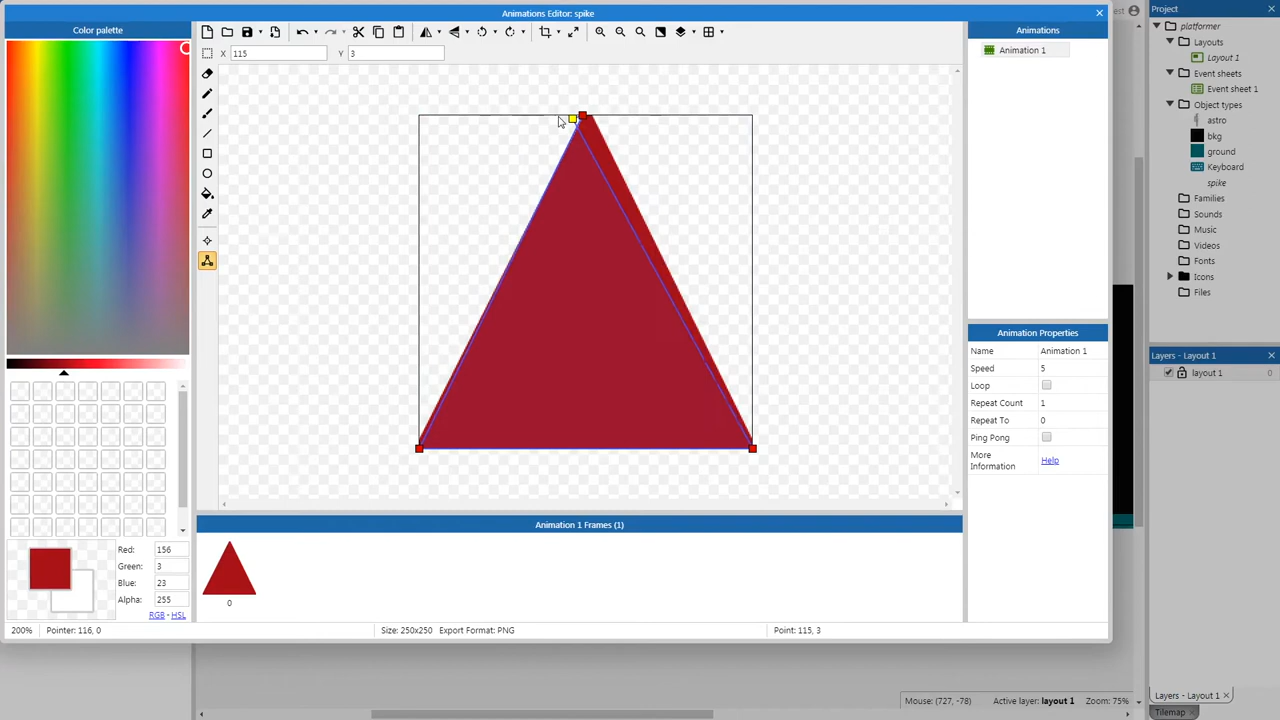 Animations Editor: spike
Project
Color palette
Animations
platformer
Layouts
X 115 Y 3
Animation 1
Layout 1
Event sheets
Event sheet 1
Object types
astro
bkg
ground
Keyboard
spike
Families
Sounds
Music
Videos
Fonts
Icons
Files
Animation Properties
Name Animation 1
Layers - Layout 1
Speed 5
layout 1 0
Loop
Repeat Count 1
Repeat To 0
Ping Pong
More Information Help
Animation 1 Frames (1)
Red: 156
Green: 3
Blue: 23
Alpha: 255
RGB - HSL
0
200% Pointer: 116, 0 Size: 250x250 Export Format: PNG Point: 115, 3
Mouse: (727, -78) Active layer: layout 1 Zoom: 75%
Layers - Layout 1
Tilemap